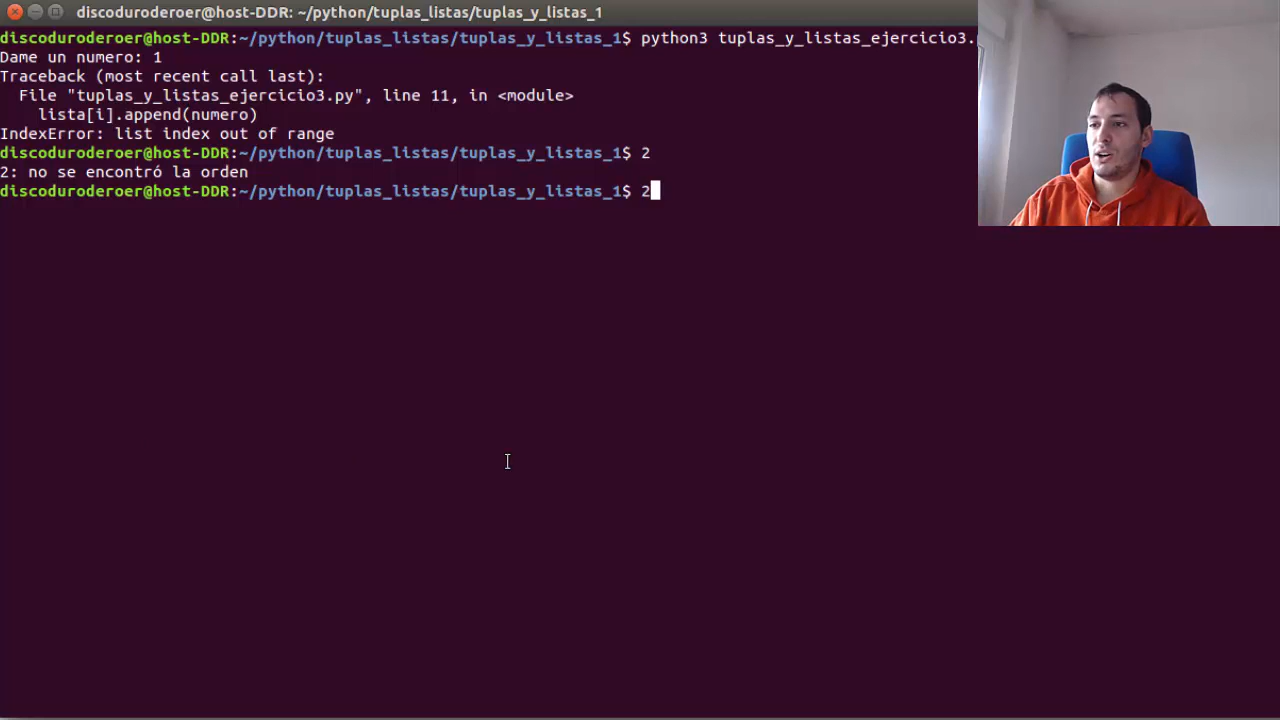 discoduroderoer@host-DDR: ~/python/tuplas_listas/tuplas_y_listas_1
discoduroderoer@host-DDR:~/python/tuplas_listas/tuplas_y_listas_1$ python3 tuplas_y_listas_ejercicio3.
Dame un numero: 1
Traceback (most recent call last):
  File "tuplas_y_listas_ejercicio3.py", line 11, in <module>
    lista[i].append(numero)
IndexError: list index out of range
discoduroderoer@host-DDR:~/python/tuplas_listas/tuplas_y_listas_1$ 2
2: no se encontró la orden
discoduroderoer@host-DDR:~/python/tuplas_listas/tuplas_y_listas_1$ 2